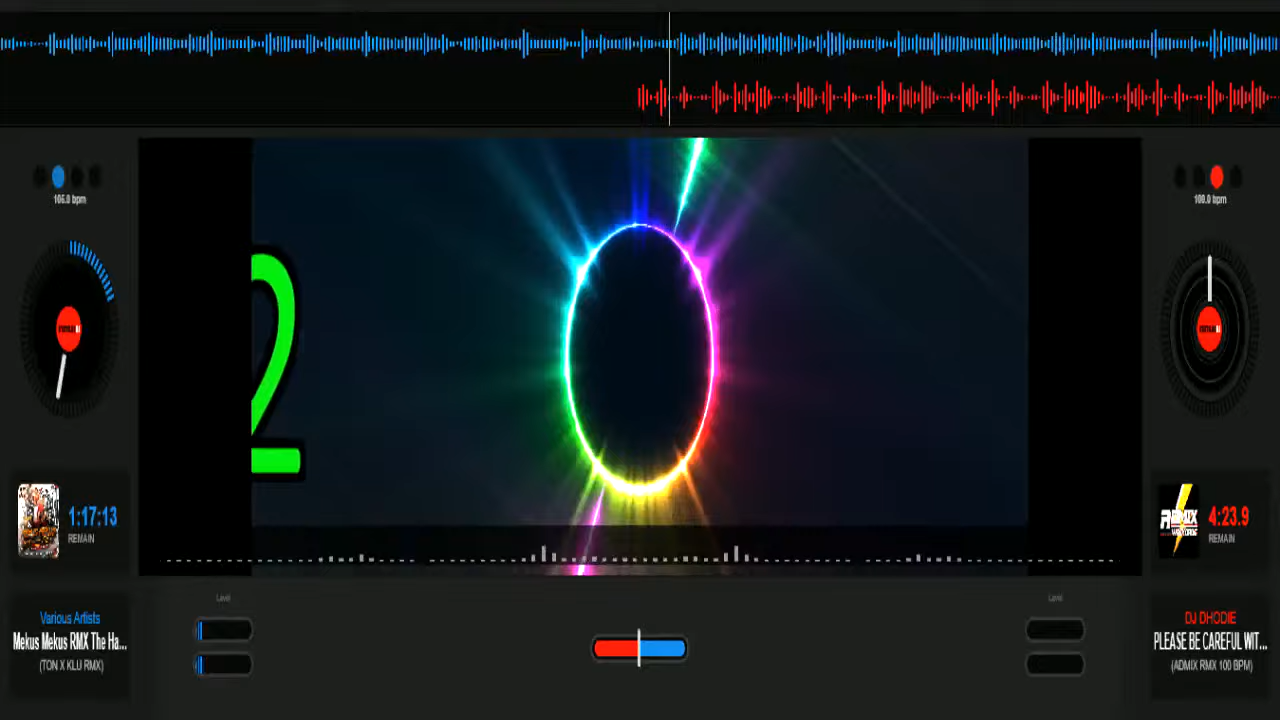 106.0 bpm
100.0 bpm
2
1:17:13
REMAIN
REMIX
4:23.9
REMAIN
Level
Level
Various Artists
Mekus Mekus RMX The Ha...
(TON X KLU RMX)
DJ DHODIE
PLEASE BE CAREFUL WIT...
(ADMIX RMX 100 BPM)